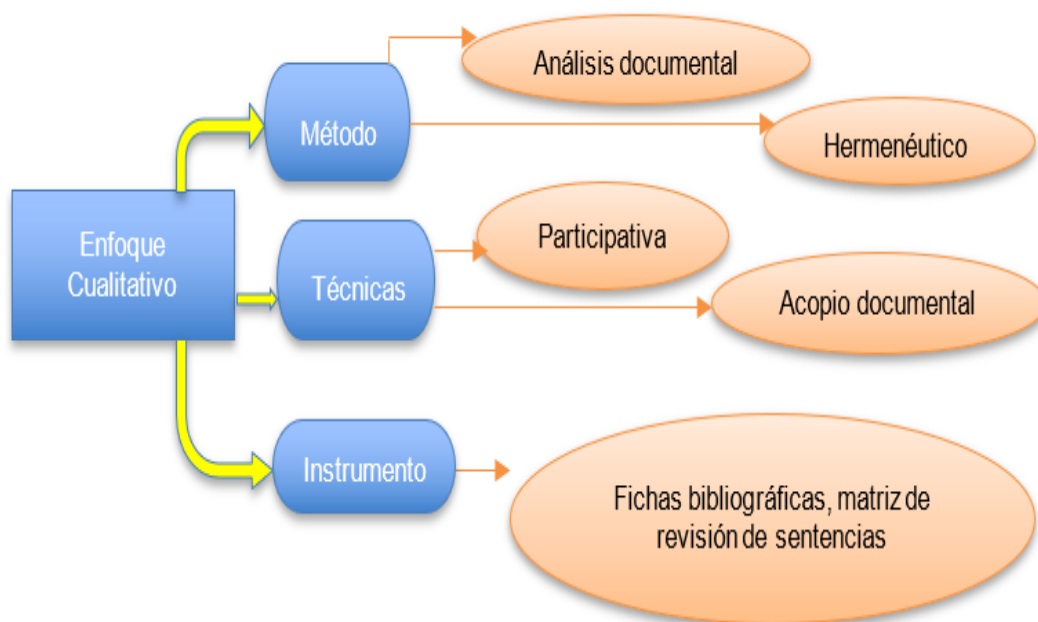 Análisis documental
Método
Hermenéutico
Enfoque
Cualitativo
Participativa
Técnicas
Acopio documental
Instrumento
Fichas bibliográficas, matriz de
revisión de sentencias